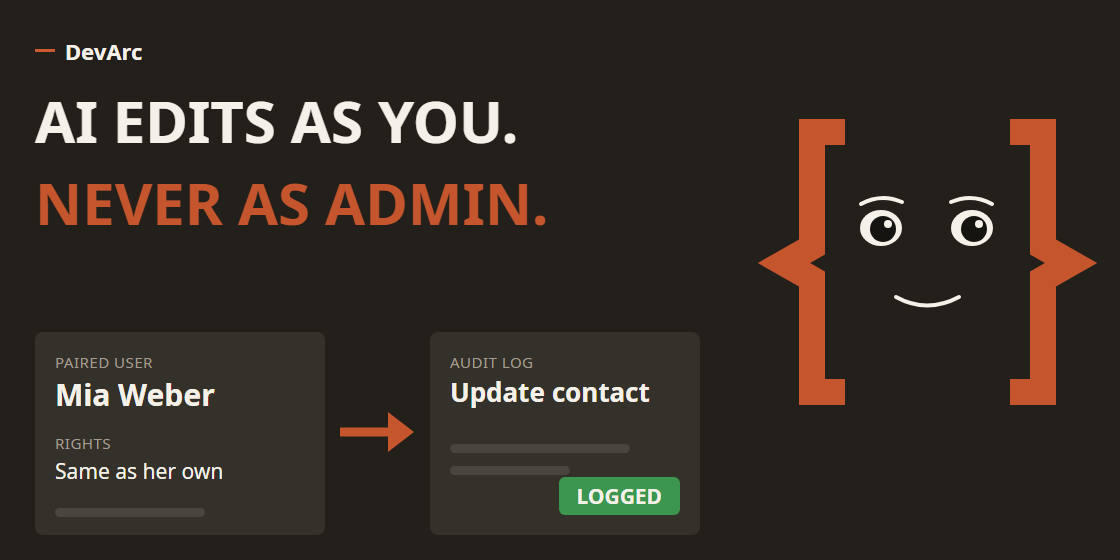 DevArc
AI EDITS AS YOU.
NEVER AS ADMIN.
PAIRED USER
Mia Weber
RIGHTS
Same as her own
AUDIT LOG
Update contact
LOGGED